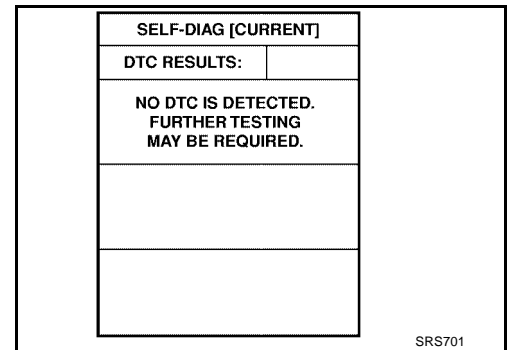 SELF-DIAG [CURRENT]
DTC RESULTS:
NO DTC IS DETECTED.
FURTHER TESTING
MAY BE REQUIRED.
SRS701